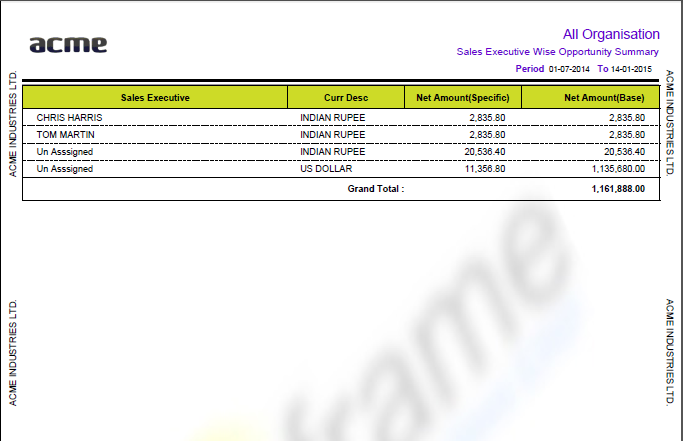 acme
All Organisation
Sales Executive Wise Opportunity Summary
Period 01-07-2014 To 14-01-2015
ACME INDUSTRIES LTD.
ACME INDUSTRIES LTD.
Sales Executive Curr Desc Net Amount(Specific) Net Amount(Base)
CHRIS HARRIS INDIAN RUPEE 2,835.80 2,835.80
TOM MARTIN INDIAN RUPEE 2,835.80 2,835.80
Un Asssigned INDIAN RUPEE 20,536.40 20,536.40
Un Asssigned US DOLLAR 11,356.80 1,135,680.00
Grand Total : 1,161,888.00
ACME INDUSTRIES LTD.
ACME INDUSTRIES LTD.
frame